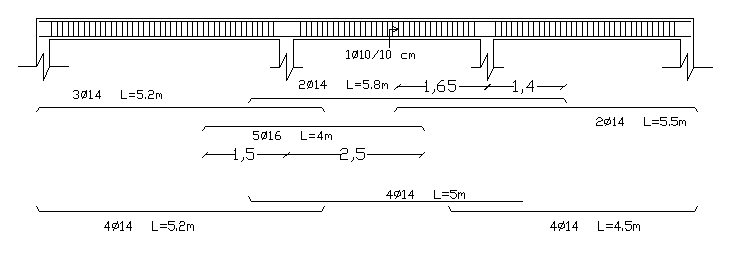 1Ø10/10 cm
2Ø14 L=5.8m
1,65
1,4
3Ø14 L=5.2m
2Ø14 L=5.5m
5Ø16 L=4m
1,5
2,5
4Ø14 L=5m
4Ø14 L=5.2m
4Ø14 L=4.5m